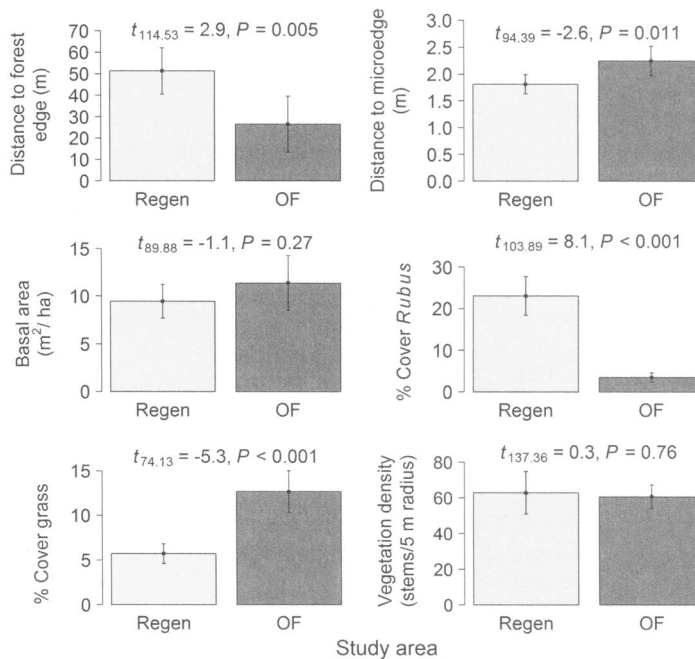 t114.53 = 2.9, P = 0.005
Distance to forest
edge (m)
70
60
50
40
30
20
10
0
Regen
OF
t94.39 = -2.6, P = 0.011
Distance to microedge
(m)
3.0
2.5
2.0
1.5
1.0
0.5
0.0
Regen
OF
t89.88 = -1.1, P = 0.27
Basal area
(m²/ ha)
15
10
5
0
Regen
OF
t103.89 = 8.1, P < 0.001
% Cover Rubus
30
20
10
0
Regen
OF
t74.13 = -5.3, P < 0.001
% Cover grass
15
10
5
0
Regen
OF
t137.36 = 0.3, P = 0.76
Vegetation density
(stems/5 m radius)
80
60
40
20
0
Regen
OF
Study area